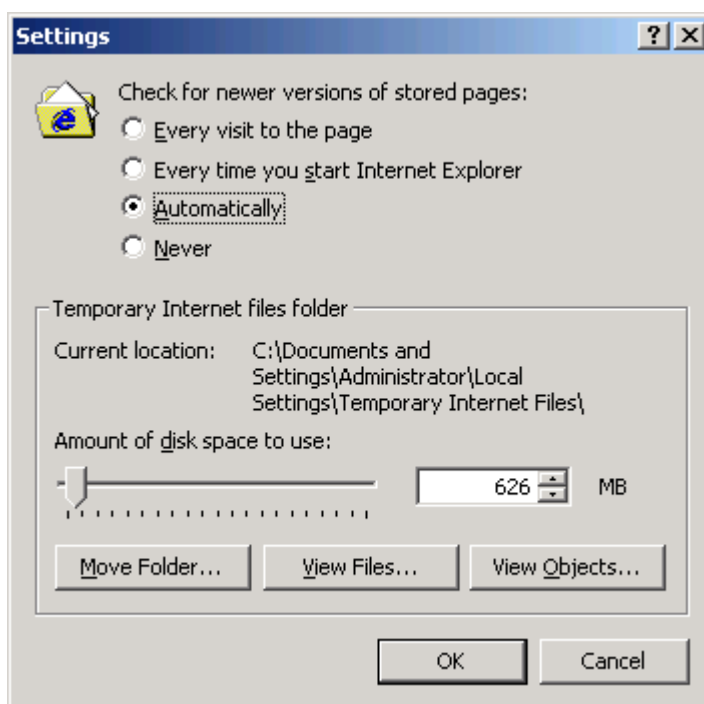 Settings
Check for newer versions of stored pages:
Every visit to the page
Every time you start Internet Explorer
Automatically
Never
Temporary Internet files folder
Current location: C:\Documents and
Settings\Administrator\Local
Settings\Temporary Internet Files\
Amount of disk space to use:
626 MB
Move Folder... View Files... View Objects...
OK Cancel